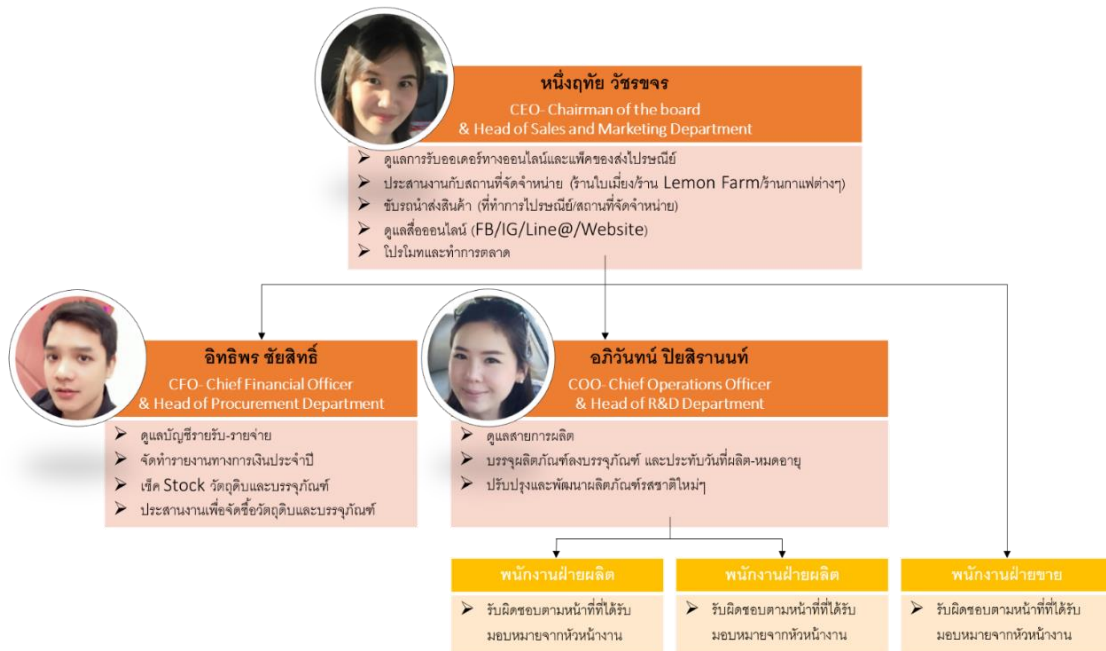 หนึ่งฤทัย วัชรขจร
CEO- Chairman of the board
& Head of Sales and Marketing Department
➤ ดูแลการรับออเดอร์ทางออนไลน์และแพ็คของส่งไปรษณีย์
➤ ประสานงานกับสถานที่จัดจำหน่าย (ร้านใบเมี่ยง/ร้าน Lemon Farm/ร้านกาแฟต่างๆ)
➤ ขับรถนำส่งสินค้า (ที่ทำการไปรษณีย์/สถานที่จัดจำหน่าย)
➤ ดูแลสื่อออนไลน์ (FB/IG/Line@/Website)
➤ โปรโมทและทำการตลาด
อิทธิพร ชัยสิทธิ์
CFO- Chief Financial Officer
& Head of Procurement Department
➤ ดูแลบัญชีรายรับ-รายจ่าย
➤ จัดทำรายงานทางการเงินประจำปี
➤ เช็ค Stock วัตถุดิบและบรรจุภัณฑ์
➤ ประสานงานเพื่อจัดซื้อวัตถุดิบและบรรจุภัณฑ์
อภิวันทน์ ปิยสิรานนท์
COO- Chief Operations Officer
& Head of R&D Department
➤ ดูแลสายการผลิต
➤ บรรจุผลิตภัณฑ์ลงบรรจุภัณฑ์ และประทับวันที่ผลิต-หมดอายุ
➤ ปรับปรุงและพัฒนาผลิตภัณฑ์รสชาติใหม่ๆ
พนักงานฝ่ายผลิต
➤ รับผิดชอบตามหน้าที่ที่ได้รับ
มอบหมายจากหัวหน้างาน
พนักงานฝ่ายผลิต
➤ รับผิดชอบตามหน้าที่ที่ได้รับ
มอบหมายจากหัวหน้างาน
พนักงานฝ่ายขาย
➤ รับผิดชอบตามหน้าที่ที่ได้รับ
มอบหมายจากหัวหน้างาน